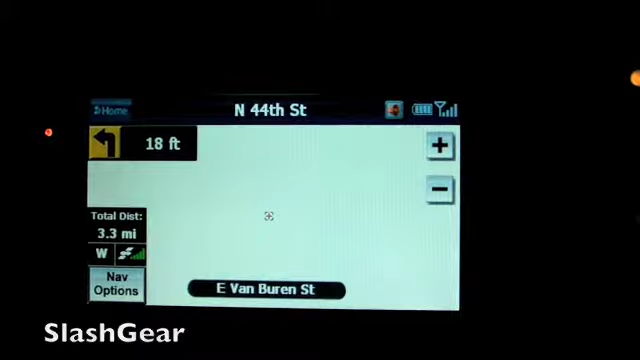 Home
N 44th St
18 ft
+
−
Total Dist:
3.3 mi
W
Nav
Options
E Van Buren St
SlashGear